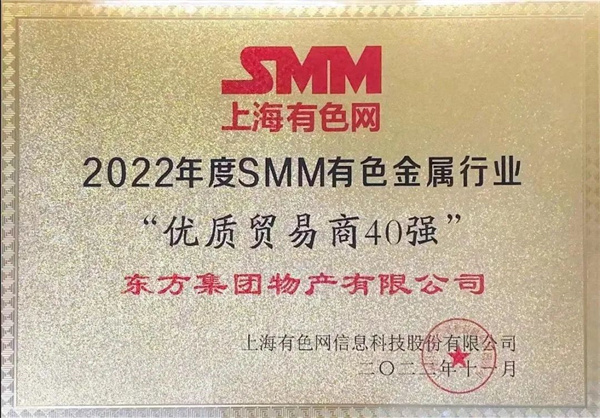 SMM
上海有色网
2022年度SMM有色金属行业
“优质贸易商40强”
东方集团物产有限公司
上海有色网信息科技股份有限公司
二〇二三年十一月